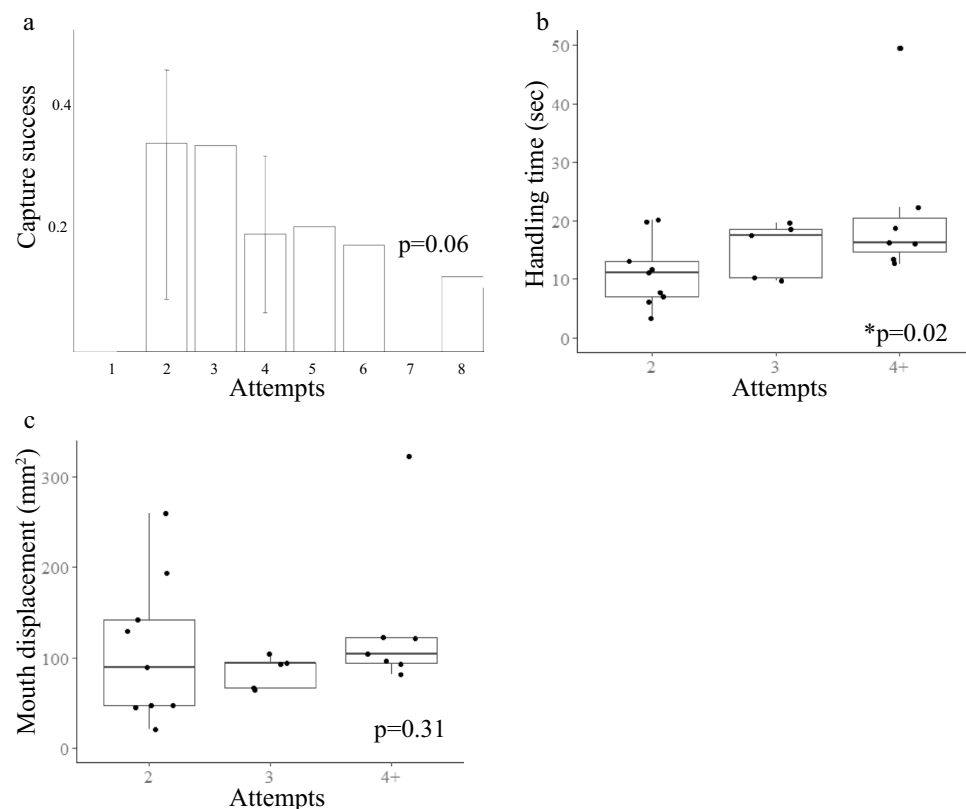 a
Capture success
0.4
0.2
p=0.06
1 2 3 4 5 6 7 8
Attempts
b
Handling time (sec)
50
40
30
20
10
0
*p=0.02
2 3 4+
Attempts
c
Mouth displacement (mm²)
300
200
100
0
p=0.31
2 3 4+
Attempts